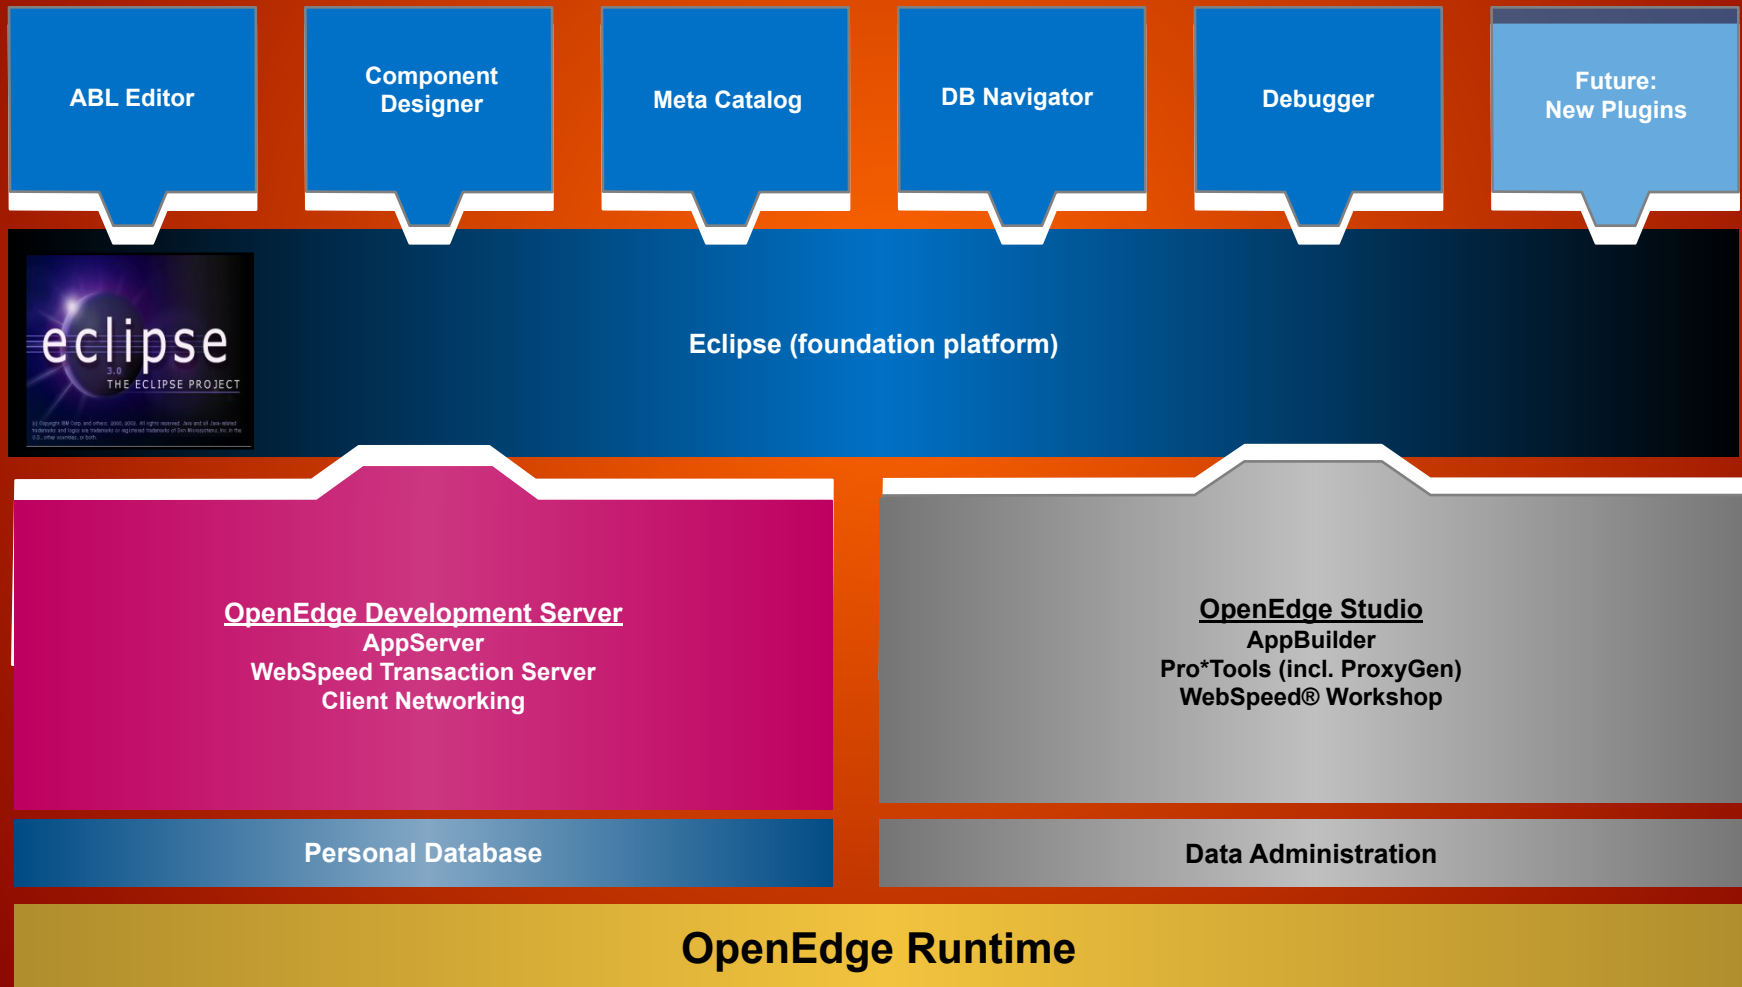 ABL Editor
Component
Designer
Meta Catalog
DB Navigator
Debugger
Future:
New Plugins
eclipse
3.0
THE ECLIPSE PROJECT
Eclipse (foundation platform)
OpenEdge Development Server
AppServer
WebSpeed Transaction Server
Client Networking
OpenEdge Studio
AppBuilder
Pro*Tools (incl. ProxyGen)
WebSpeed® Workshop
Personal Database
Data Administration
OpenEdge Runtime